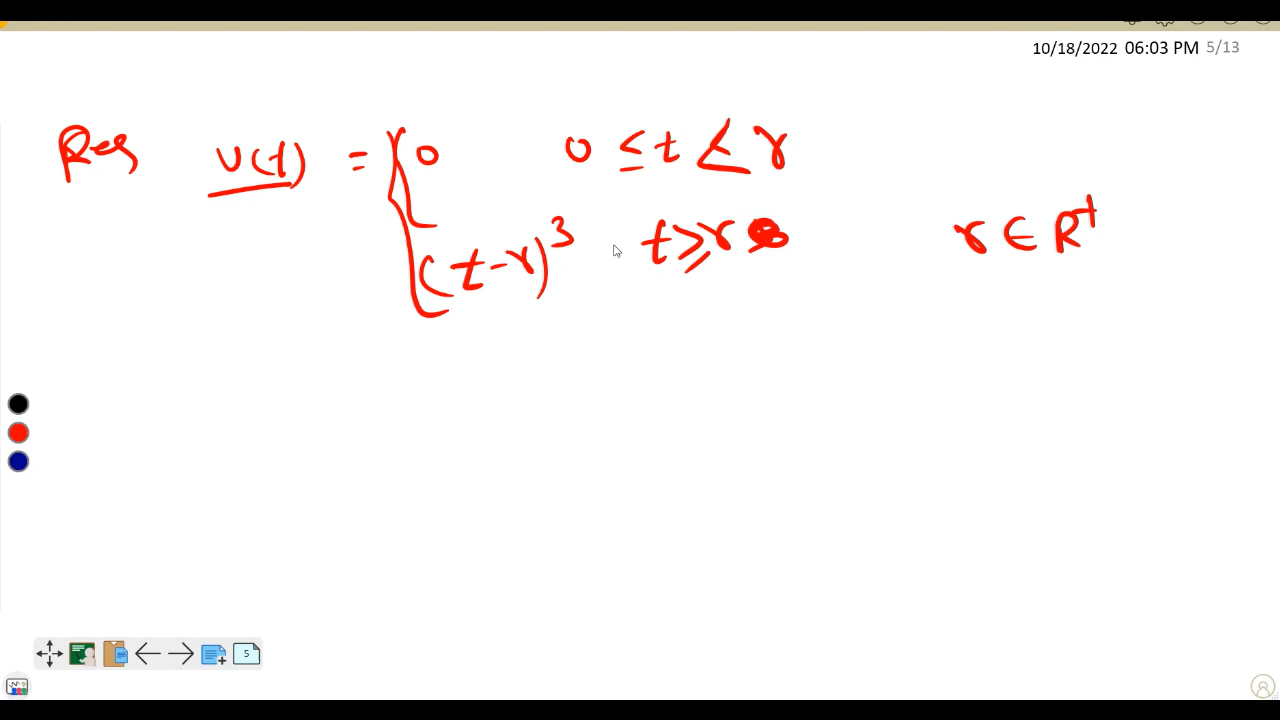 10/18/2022 06:03 PM 5/13
Res v(t) = { 0 0 ≤ t ≤ r
(t-r)^3 t ≥ r r ∈ R^+
5